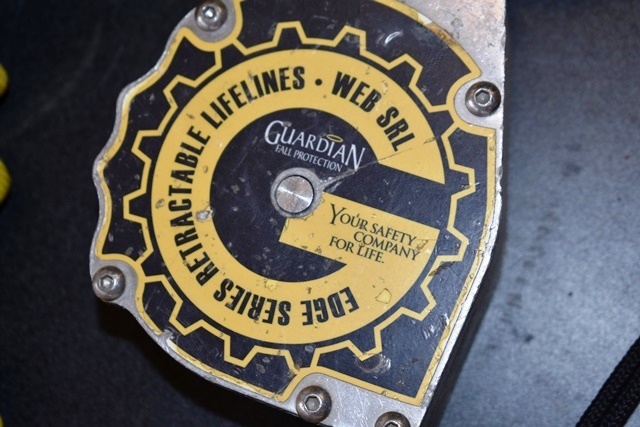 EDGE SERIES RETRACTABLE LIFELINES • WEB SRL
GUARDIAN
FALL PROTECTION
YOUR SAFETY
COMPANY
FOR LIFE.